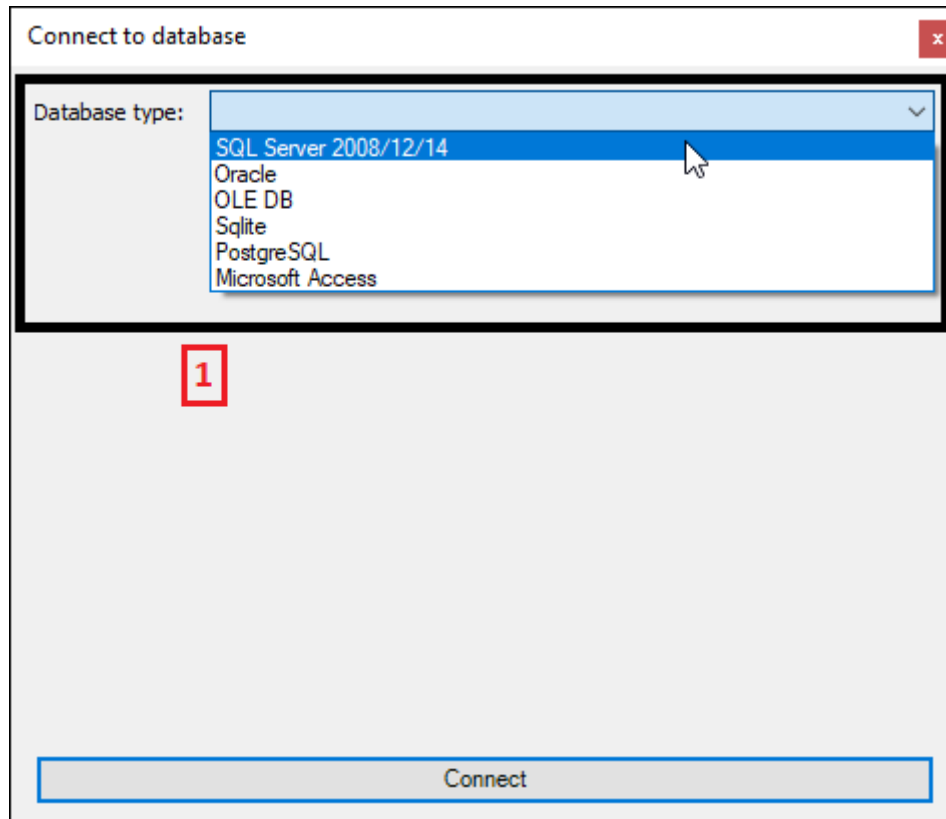 Connect to database
x
Database type:
SQL Server 2008/12/14
Oracle
OLE DB
Sqlite
PostgreSQL
Microsoft Access
1
Connect